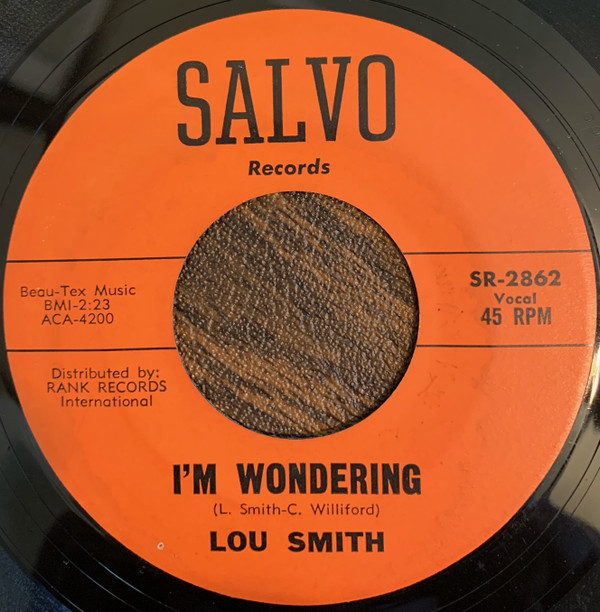 SALVO
Records
Beau-Tex Music
BMI-2:23
ACA-4200
SR-2862
Vocal
45 RPM
Distributed by:
RANK RECORDS
International
I'M WONDERING
(L. Smith-C. Williford)
LOU SMITH